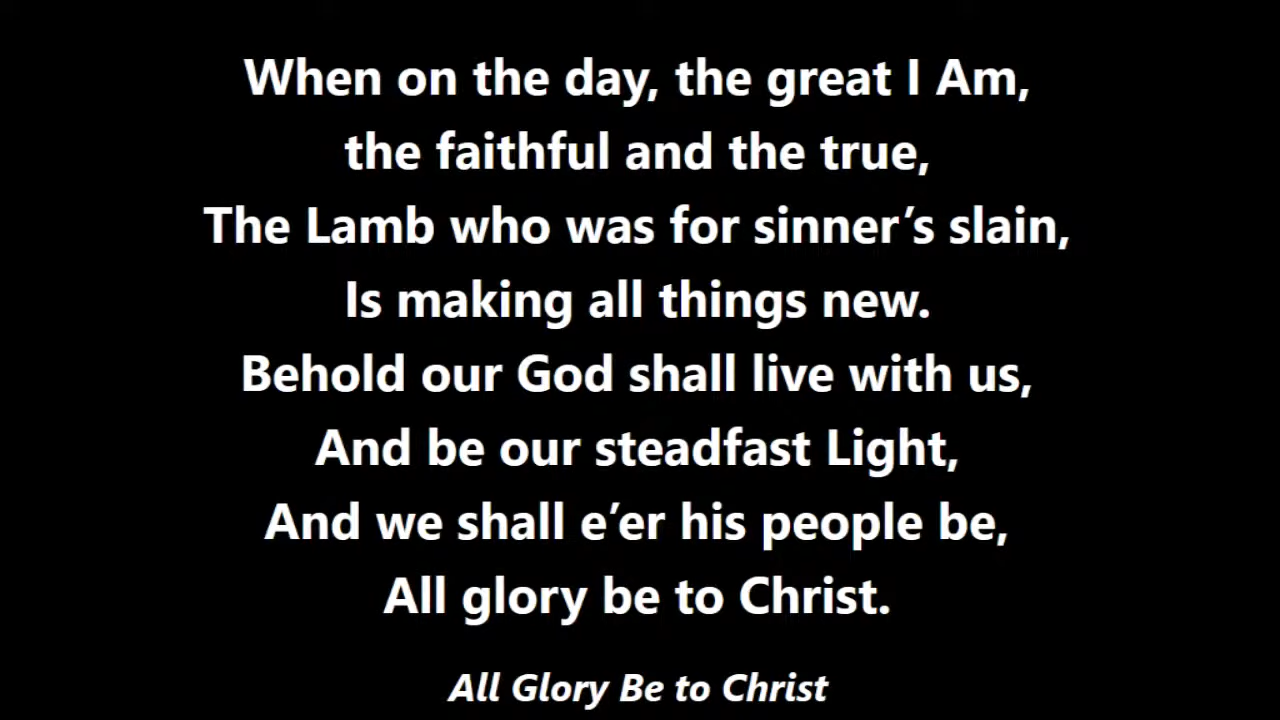 When on the day, the great I Am,
the faithful and the true,
The Lamb who was for sinner’s slain,
Is making all things new.
Behold our God shall live with us,
And be our steadfast Light,
And we shall e’er his people be,
All glory be to Christ.
All Glory Be to Christ